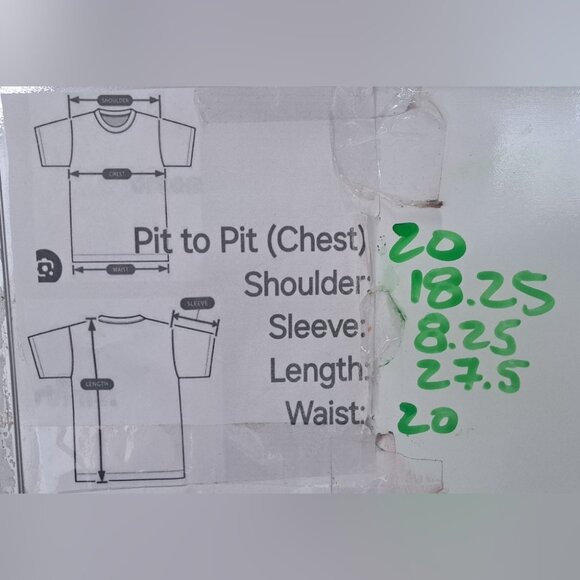 SHOULDER
CHEST
WAIST
Pit to Pit (Chest) 20
Shoulder: 18.25
SLEEVE
Sleeve: 8.25
LENGTH
Length: 27.5
Waist: 20